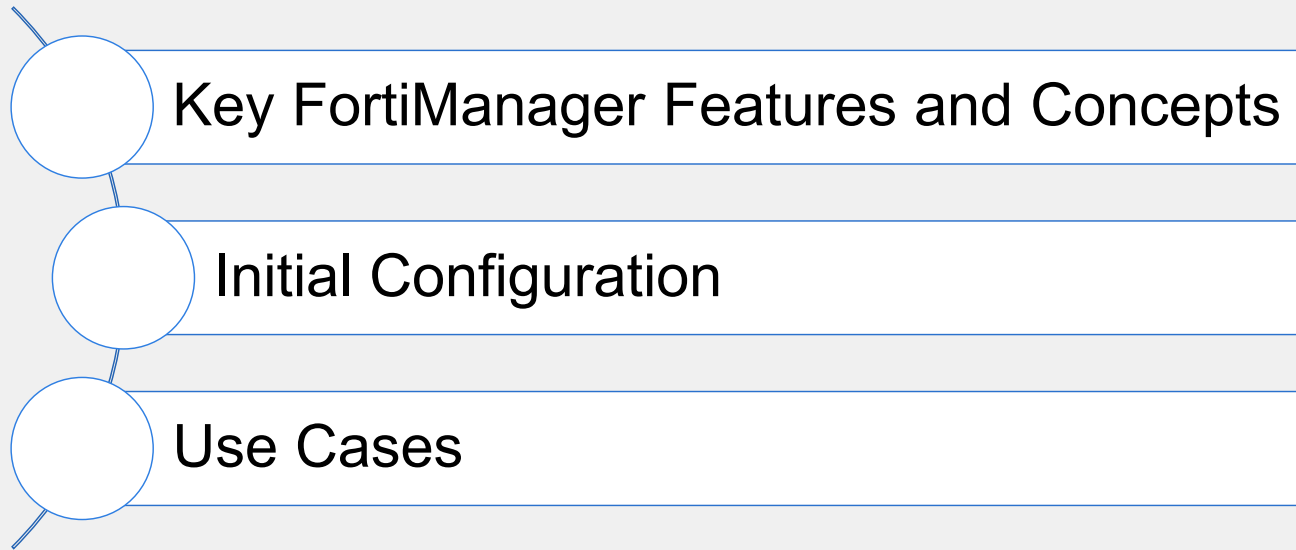 Key FortiManager Features and Concepts
Initial Configuration
Use Cases